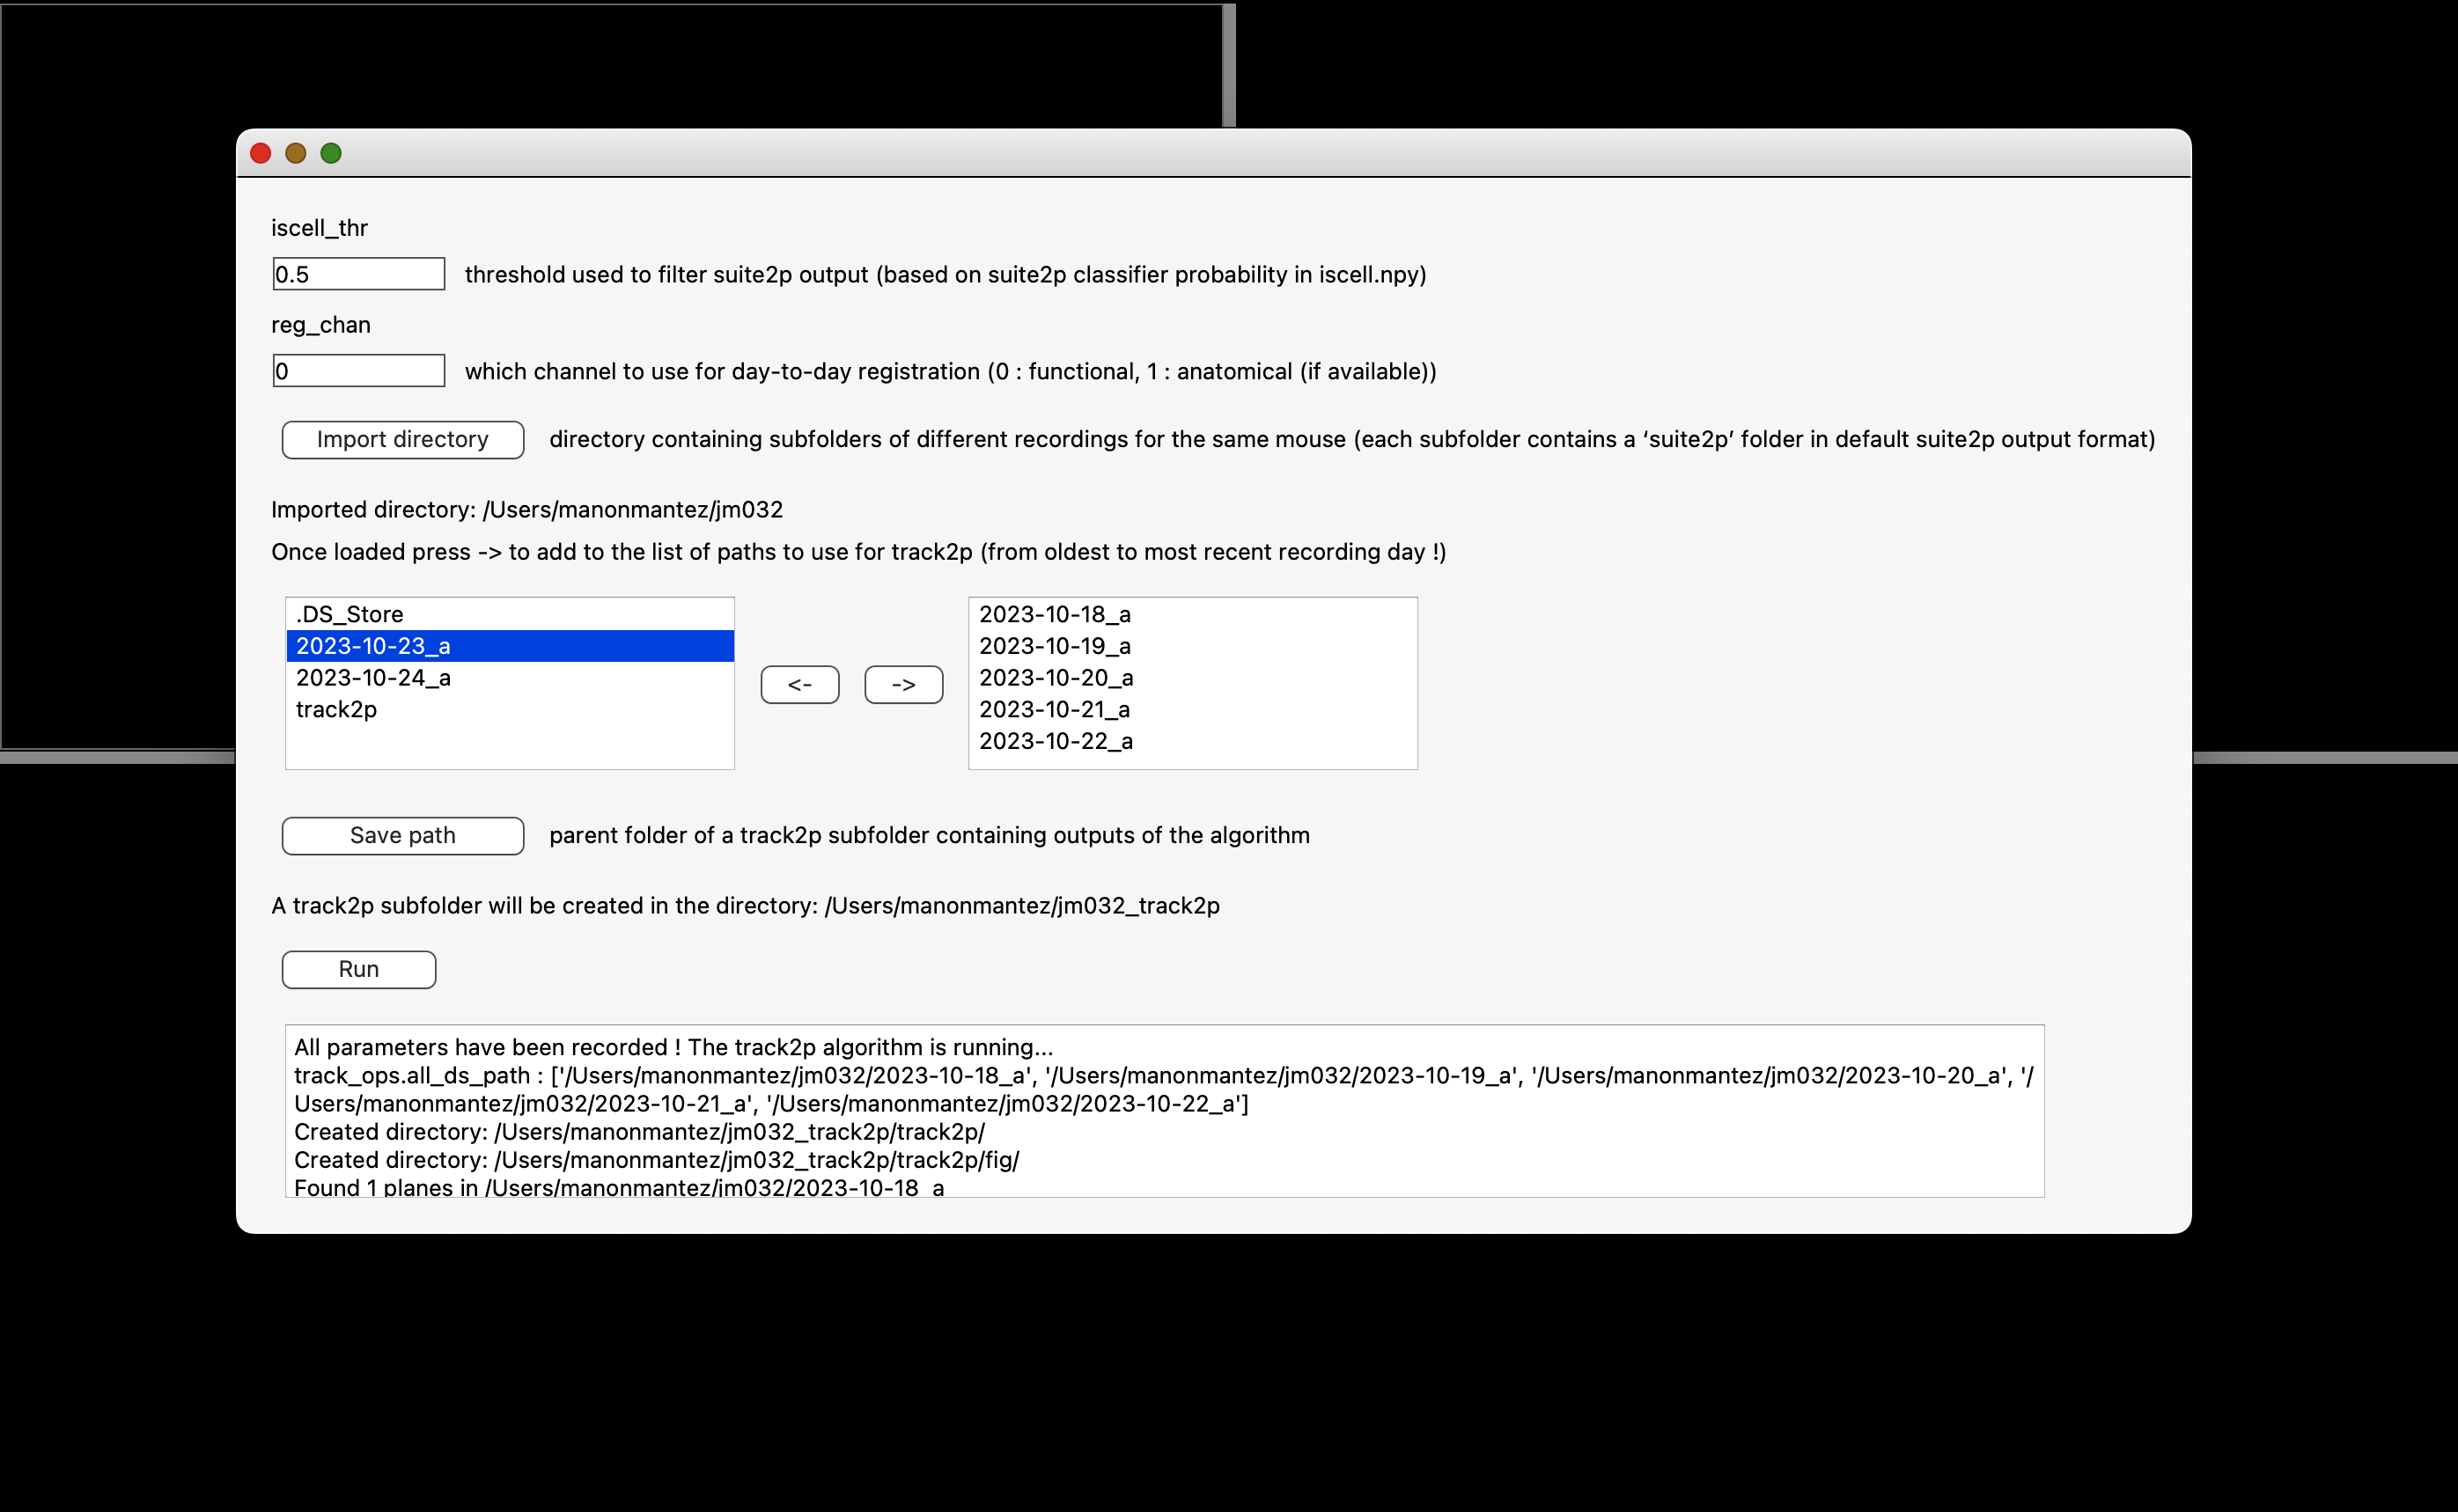 iscell_thr
0.5 threshold used to filter suite2p output (based on suite2p classifier probability in iscell.npy)
reg_chan
0 which channel to use for day-to-day registration (0 : functional, 1 : anatomical (if available))
Import directory directory containing subfolders of different recordings for the same mouse (each subfolder contains a ‘suite2p’ folder in default suite2p output format)
Imported directory: /Users/manonmantez/jm032
Once loaded press -> to add to the list of paths to use for track2p (from oldest to most recent recording day !)
.DS_Store
2023-10-23_a
2023-10-24_a
track2p
<- ->
2023-10-18_a
2023-10-19_a
2023-10-20_a
2023-10-21_a
2023-10-22_a
Save path parent folder of a track2p subfolder containing outputs of the algorithm
A track2p subfolder will be created in the directory: /Users/manonmantez/jm032_track2p
Run
All parameters have been recorded ! The track2p algorithm is running...
track_ops.all_ds_path : ['/Users/manonmantez/jm032/2023-10-18_a', '/Users/manonmantez/jm032/2023-10-19_a', '/Users/manonmantez/jm032/2023-10-20_a', '/
Users/manonmantez/jm032/2023-10-21_a', '/Users/manonmantez/jm032/2023-10-22_a']
Created directory: /Users/manonmantez/jm032_track2p/track2p/
Created directory: /Users/manonmantez/jm032_track2p/track2p/fig/
Found 1 planes in /Users/manonmantez/jm032/2023-10-18_a